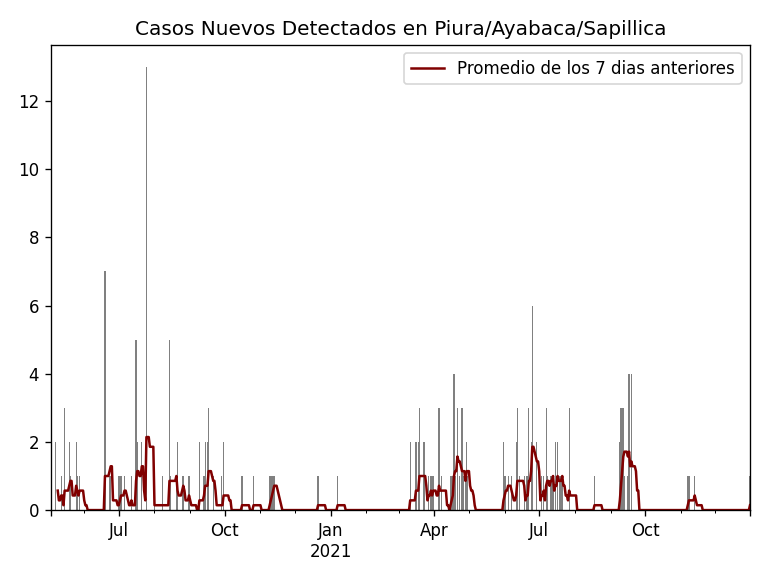 Casos Nuevos Detectados en Piura/Ayabaca/Sapillica
Promedio de los 7 dias anteriores
12
10
8
6
4
2
0
Jul
Oct
Jan
2021
Apr
Jul
Oct